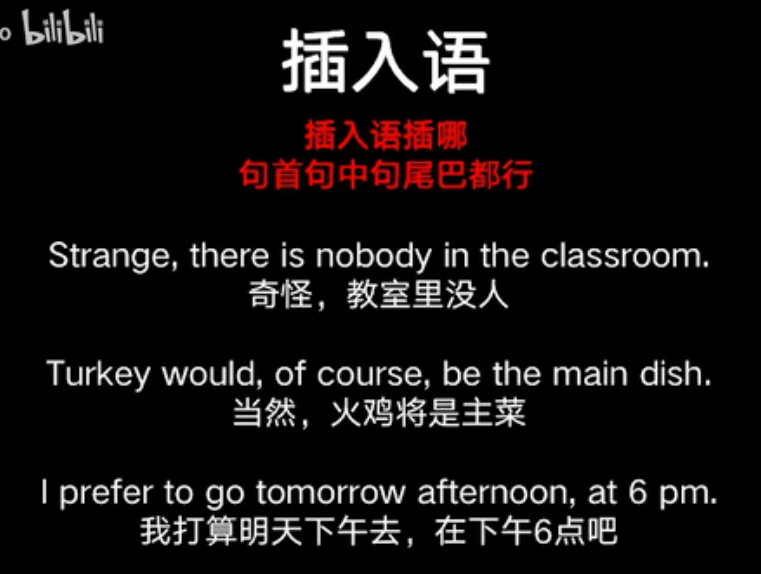 bilibili
插入语
插入语插哪
句首句中句尾巴都行
Strange, there is nobody in the classroom.
奇怪，教室里没人
Turkey would, of course, be the main dish.
当然，火鸡将是主菜
I prefer to go tomorrow afternoon, at 6 pm.
我打算明天下午去，在下午6点吧